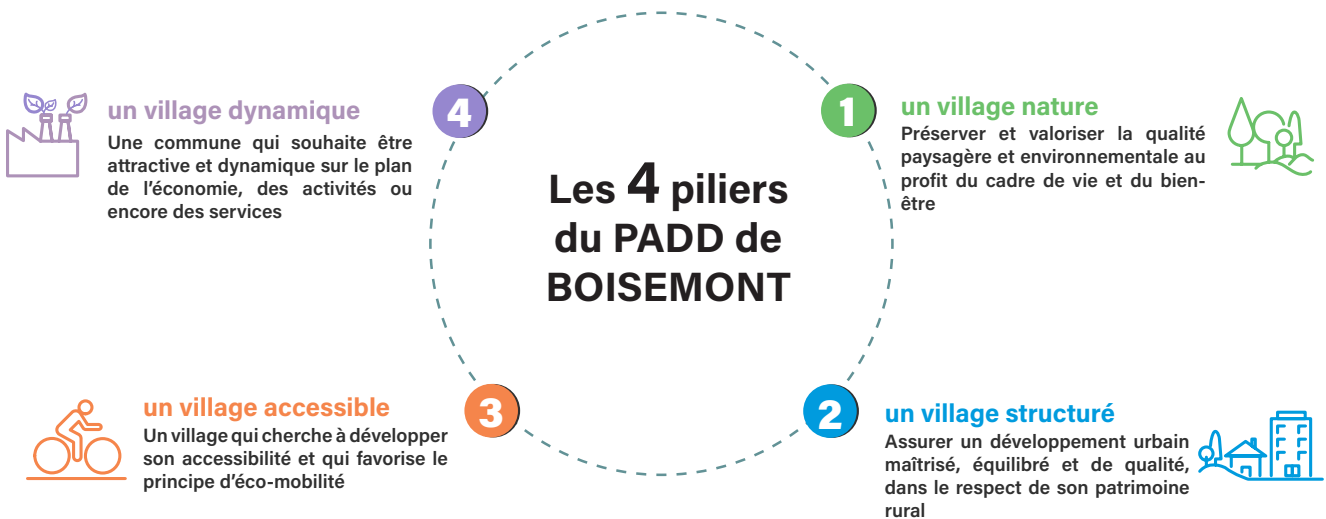 Les 4 piliers
du PADD de
BOISEMONT
1
un village nature
Préserver et valoriser la qualité
paysagère et environnementale au
profit du cadre de vie et du bien-
être
2
un village structuré
Assurer un développement urbain
maîtrisé, équilibré et de qualité,
dans le respect de son patrimoine
rural
3
un village accessible
Un village qui cherche à développer
son accessibilité et qui favorise le
principe d'éco-mobilité
4
un village dynamique
Une commune qui souhaite être
attractive et dynamique sur le plan
de l'économie, des activités ou
encore des services